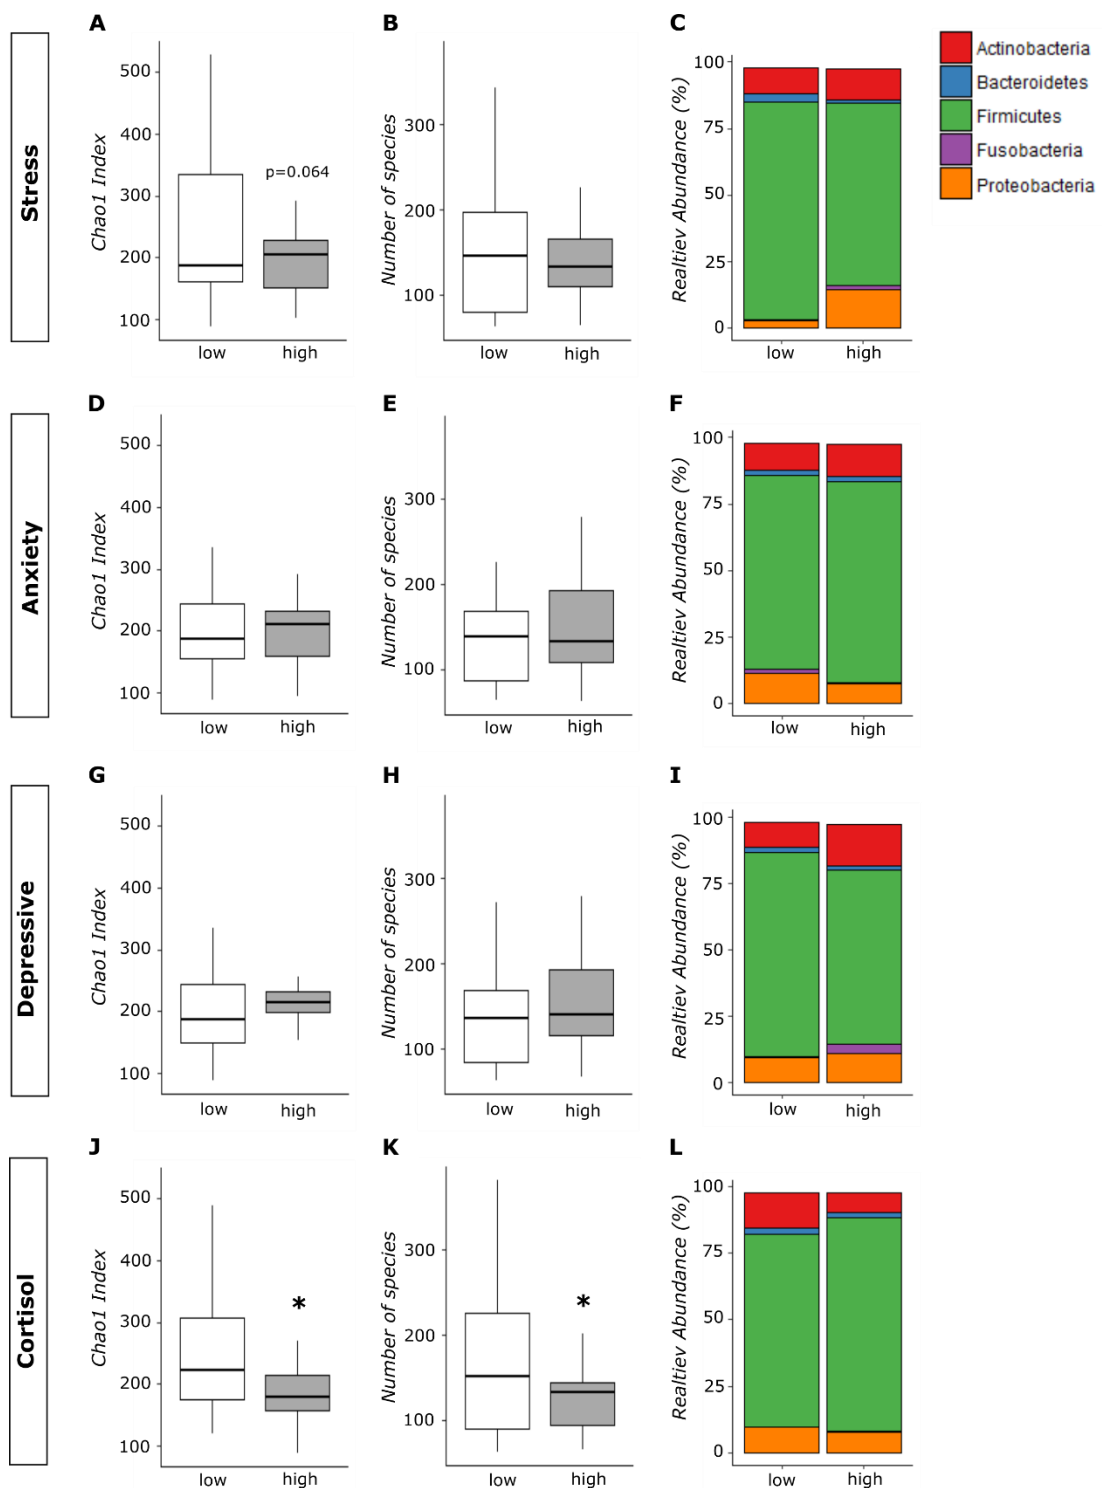 A
B
C
Stress
Chao1 Index
500
400
300
200
100
p=0.064
low
high
Number of species
300
200
100
low
high
Realtiev Abundance (%)
100
75
50
25
0
low
high
Actinobacteria
Bacteroidetes
Firmicutes
Fusobacteria
Proteobacteria
D
E
F
Anxiety
Chao1 Index
500
400
300
200
100
low
high
Number of species
300
200
100
low
high
Realtiev Abundance (%)
100
75
50
25
0
low
high
G
H
I
Depressive
Chao1 Index
500
400
300
200
100
low
high
Number of species
300
200
100
low
high
Realtiev Abundance (%)
100
75
50
25
0
low
high
J
K
L
Cortisol
Chao1 Index
500
400
300
200
100
*
low
high
Number of species
300
200
100
*
low
high
Realtiev Abundance (%)
100
75
50
25
0
low
high